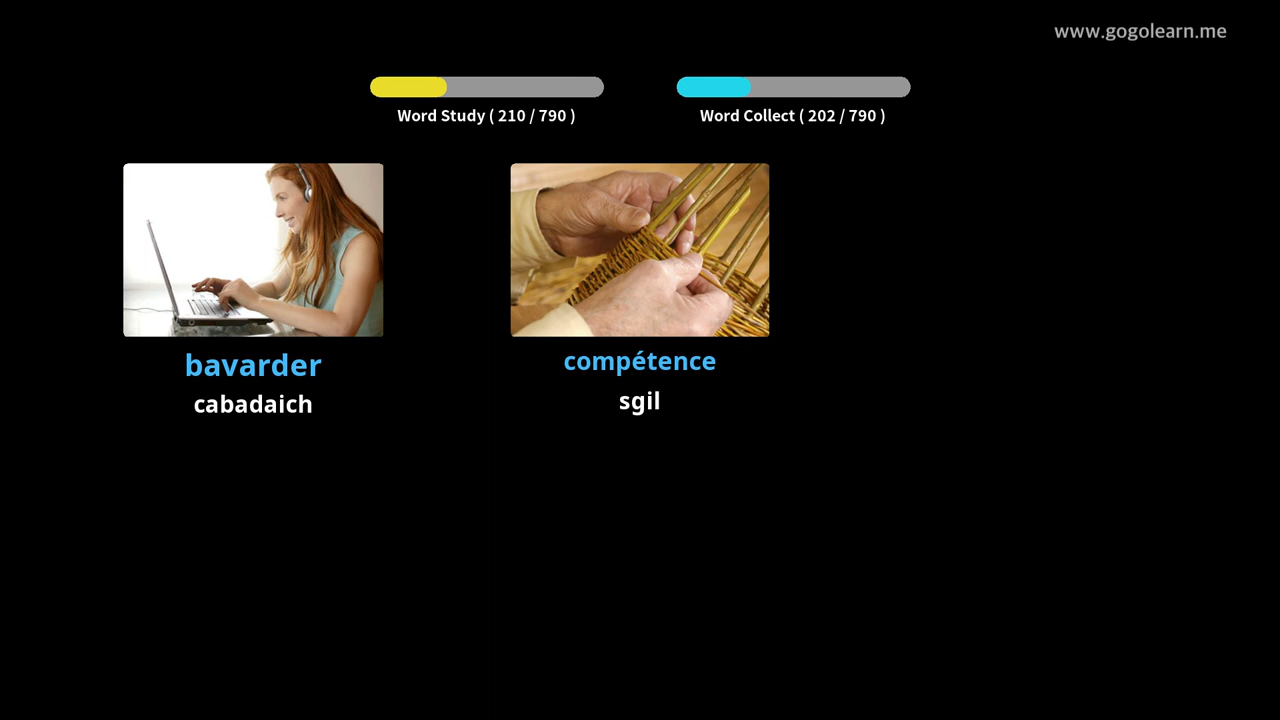 www.gogolearn.me
Word Study ( 210 / 790 )
Word Collect ( 202 / 790 )
bavarder
cabadaich
compétence
sgil